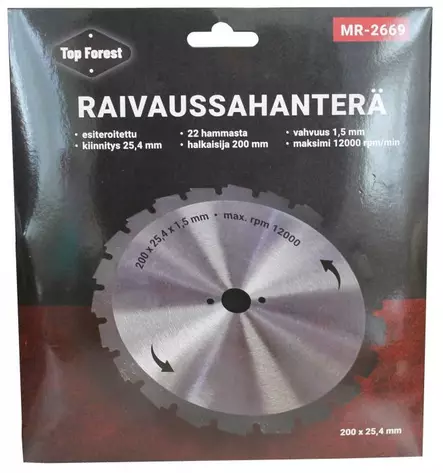 MR-2669
Top Forest
RAIVAUSSAHANTERÄ
• esiteroitettu
• kiinnitys 25,4 mm
• 22 hammasta
• halkaisija 200 mm
• vahvuus 1,5 mm
• maksimi 12000 rpm/min
200 x 25,4 x 1,5 mm • max. rpm 12000
200 x 25,4 mm